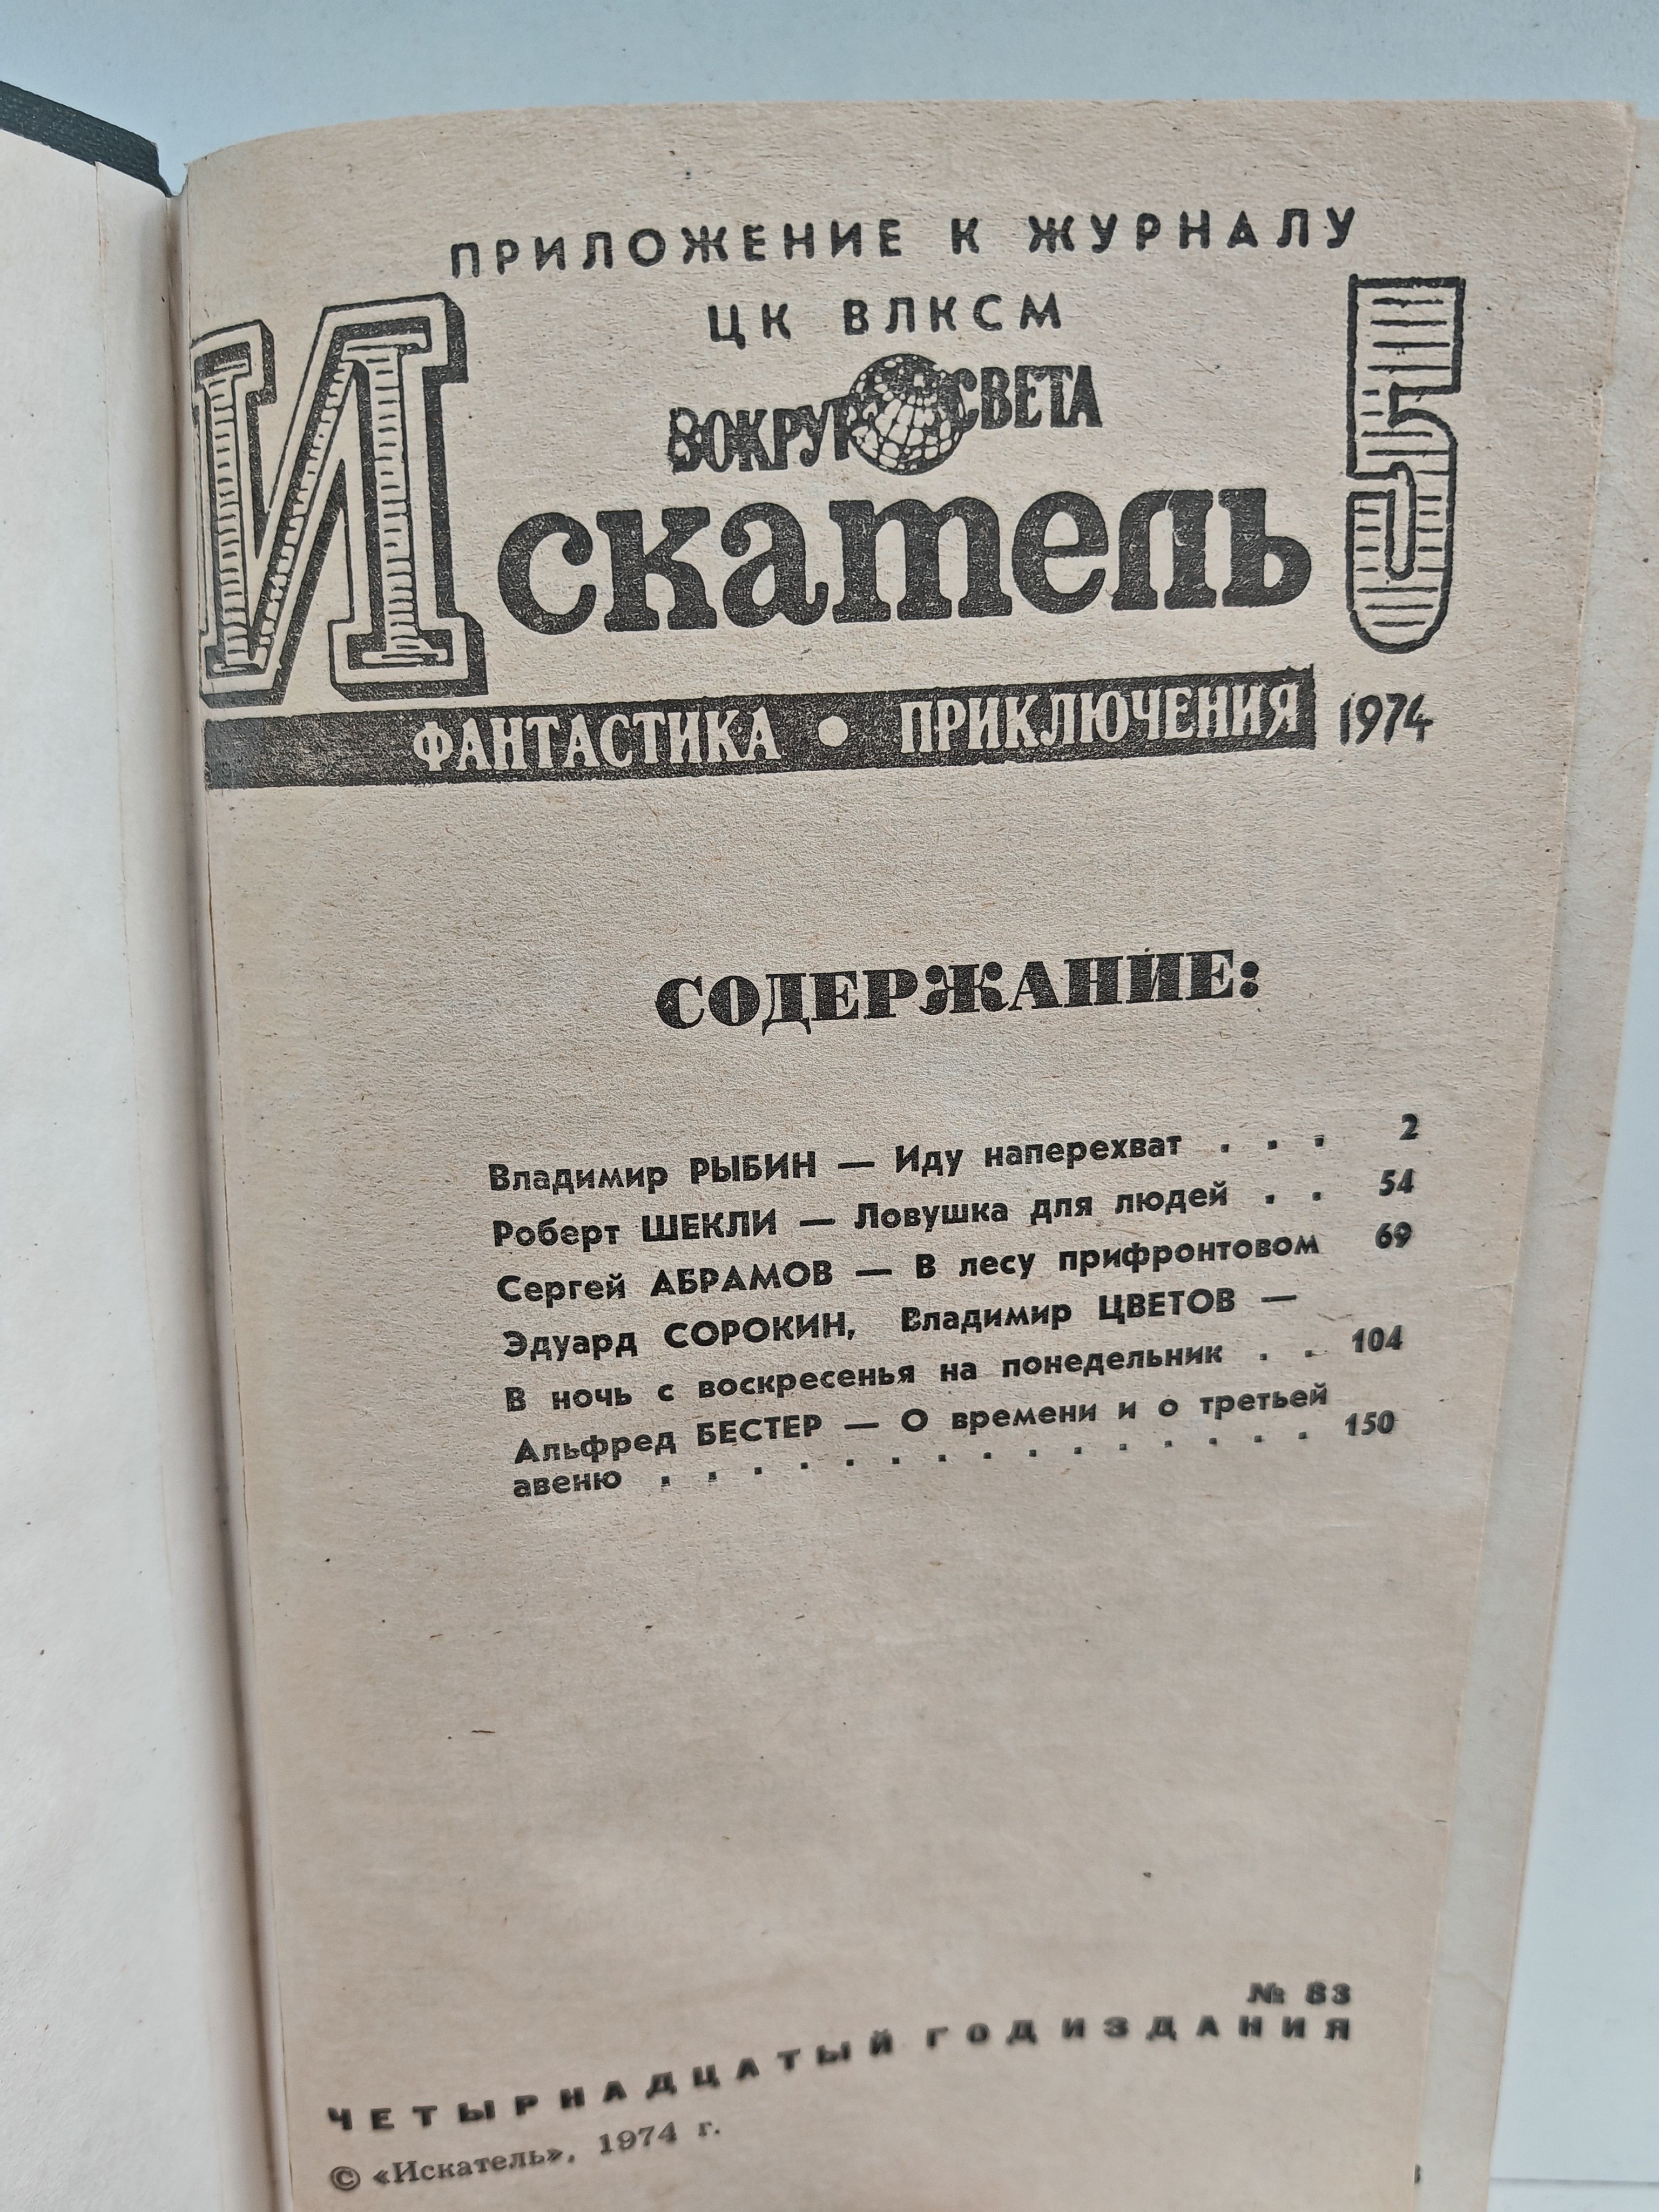 ПРИЛОЖЕНИЕ К ЖУРНАЛУ
ЦК ВЛКСМ
ВОКРУГ СВЕТА
Искатель 5
ФАНТАСТИКА • ПРИКЛЮЧЕНИЯ 1974
СОДЕРЖАНИЕ:
Владимир РЫБИН — Иду наперехват . . . 2
Роберт ШЕКЛИ — Ловушка для людей . . 54
Сергей АБРАМОВ — В лесу прифронтовом 69
Эдуард СОРОКИН, Владимир ЦВЕТОВ —
В ночь с воскресенья на понедельник . . 104
Альфред БЕСТЕР — О времени и о третьей
авеню . . . . . . . . . . . . . . . 150
№ 83
ЧЕТЫРНАДЦАТЫЙ ГОД ИЗДАНИЯ
© «Искатель», 1974 г.